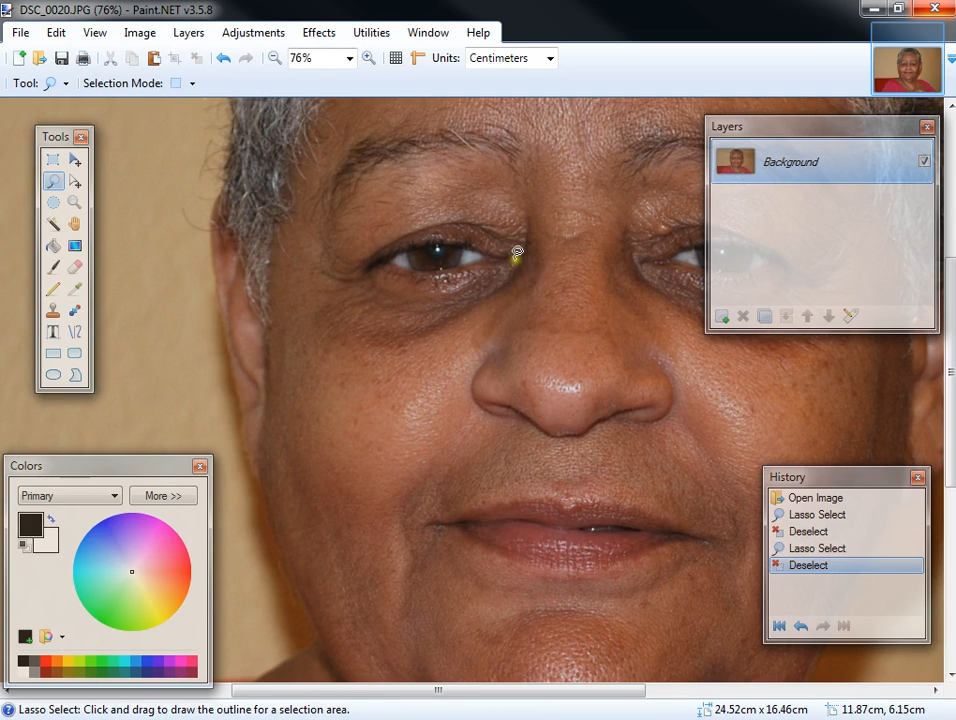 DSC_0020.JPG (76%) - Paint.NET v3.5.8
File Edit View Image Layers Adjustments Effects Utilities Window Help
76% Units: Centimeters
Tool: Selection Mode:
Tools
Layers
Background
Colors
Primary More >>
History
Open Image
Lasso Select
Deselect
Lasso Select
Deselect
Lasso Select: Click and drag to draw the outline for a selection area. 24.52cm x 16.46cm 11.87cm, 6.15cm